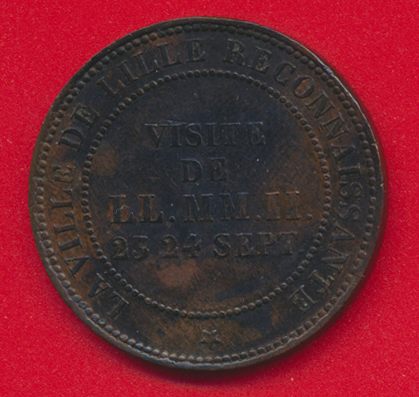 LA VILLE DE LILLE RECONNAISSANTE
VISITE
DE
LL. MM. II.
23 24 SEPT